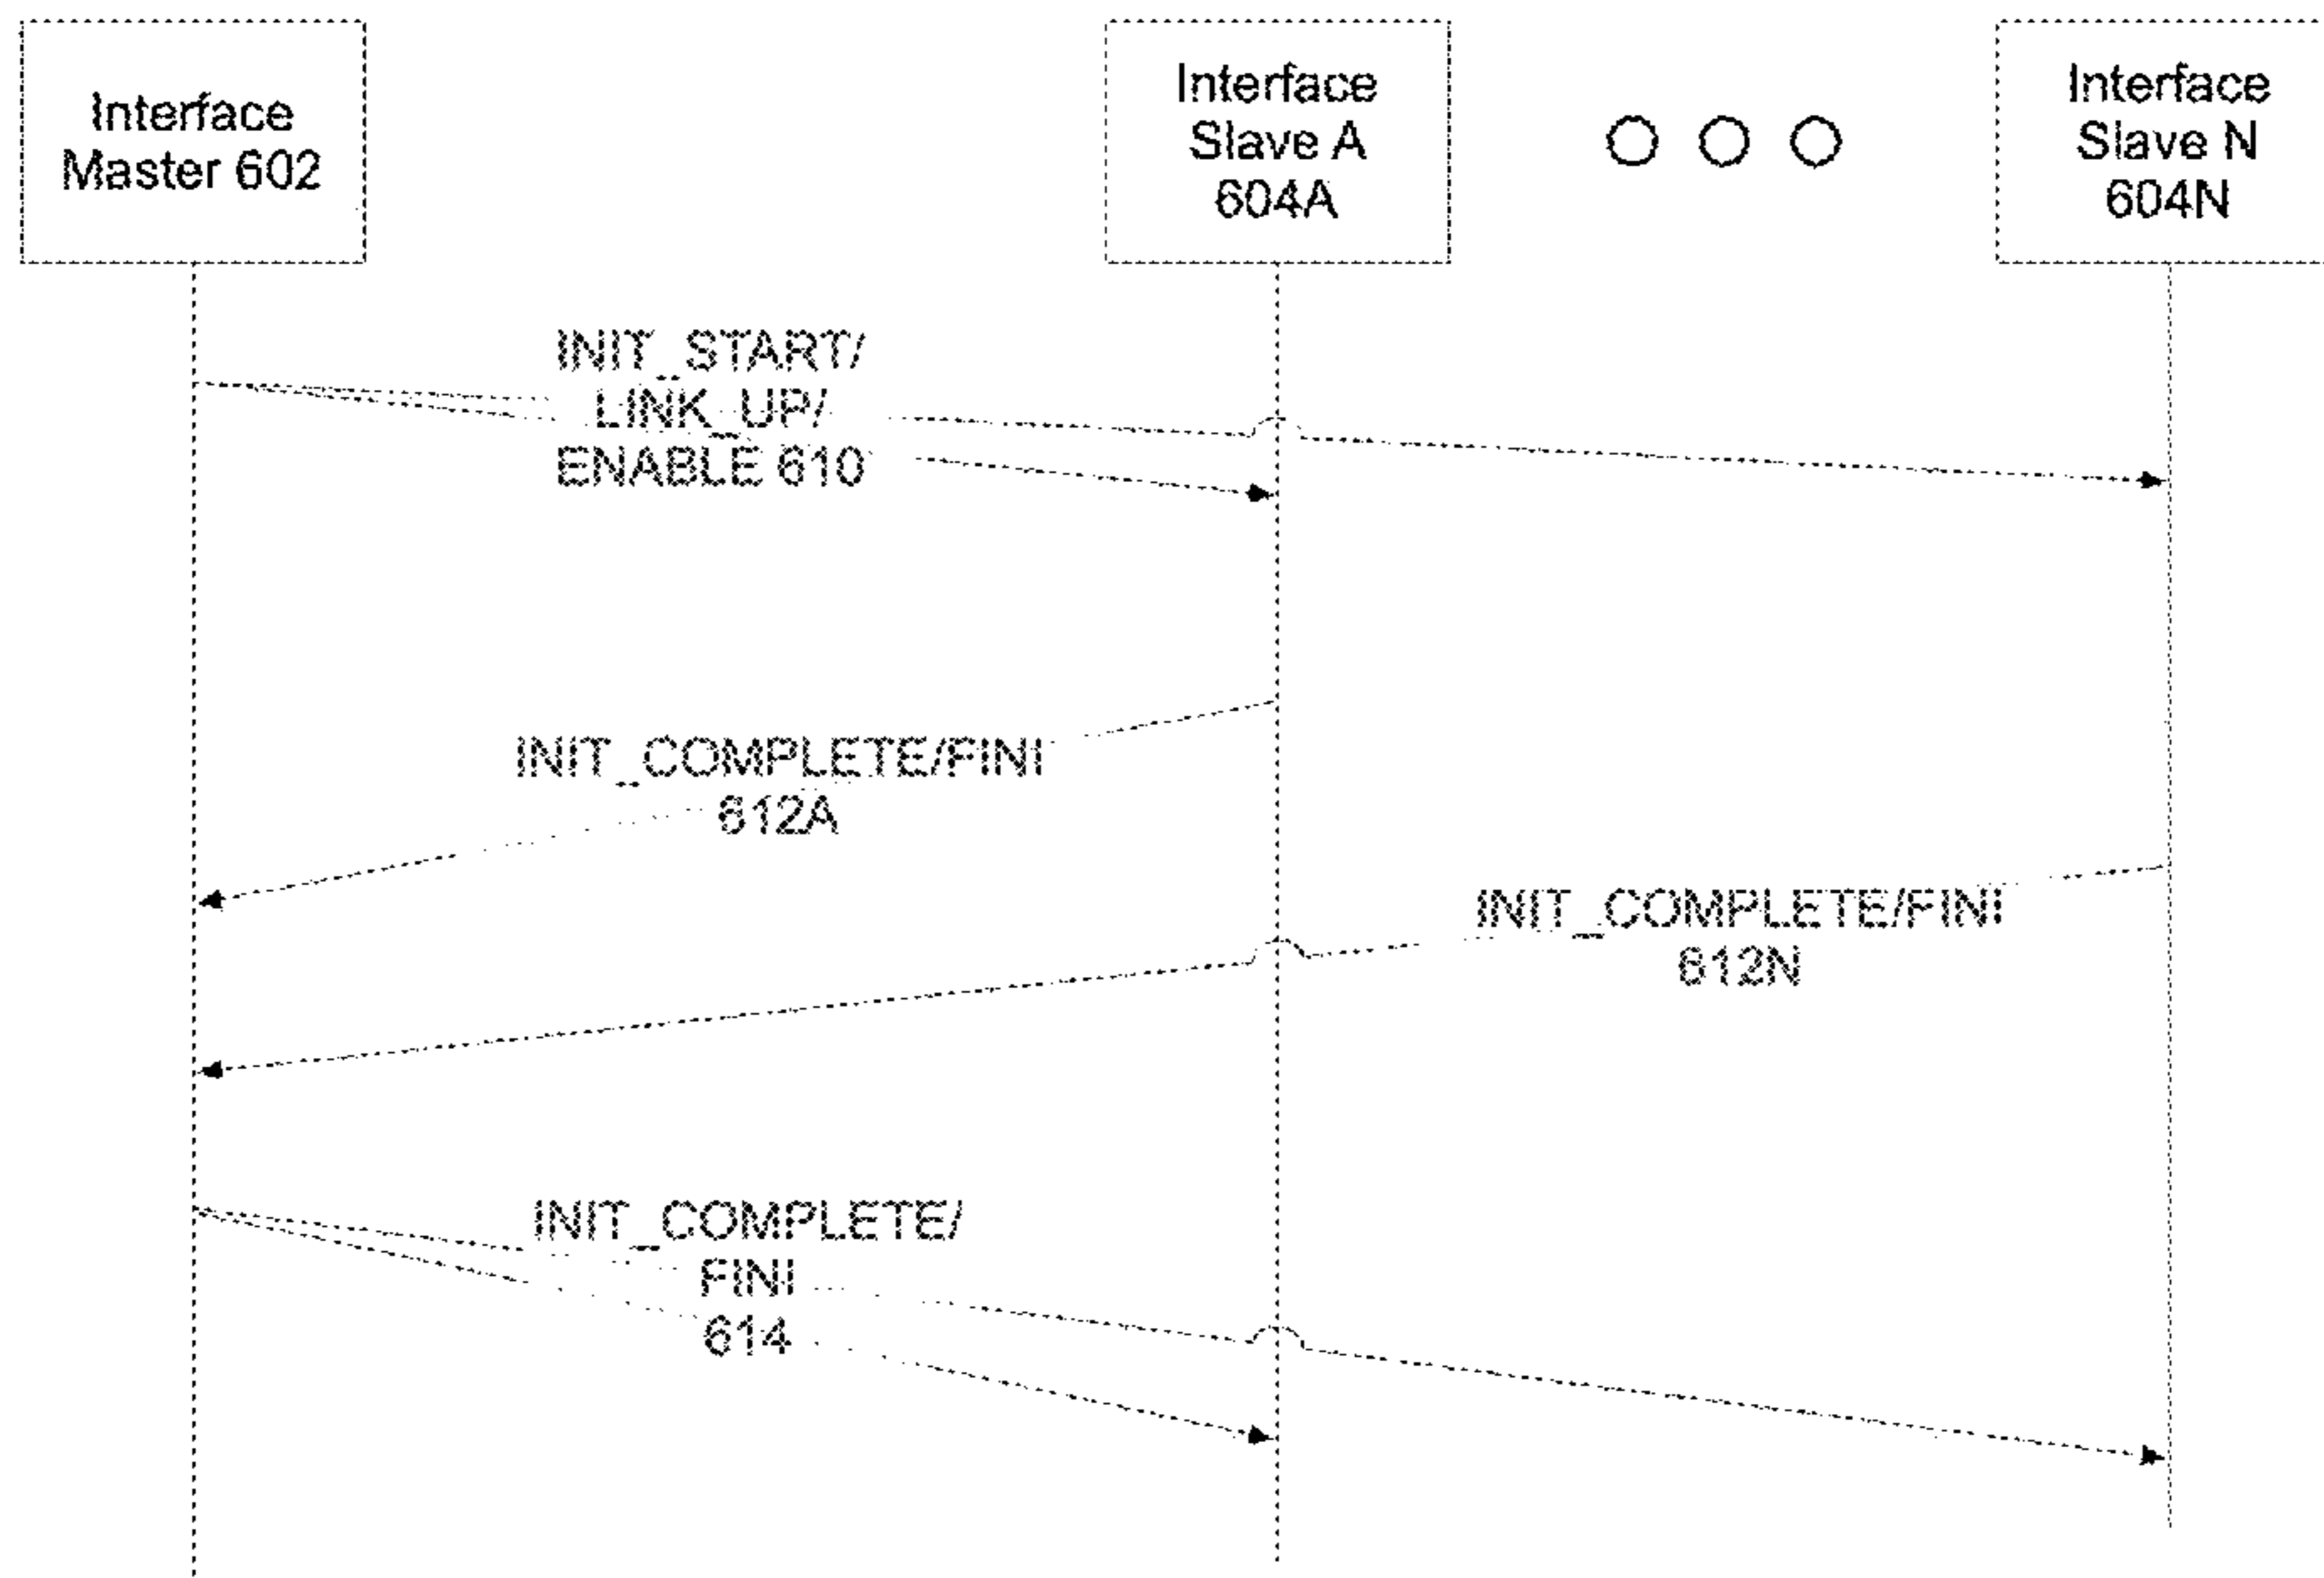 Interface
Master 602
Interface
Slave A
604A
Interface
Slave N
604N
INIT_START/
LINK_UP/
ENABLE 610
INIT_COMPLETE/FINI
612A
INIT_COMPLETE/FINI
612N
INIT_COMPLETE/
FINI
614